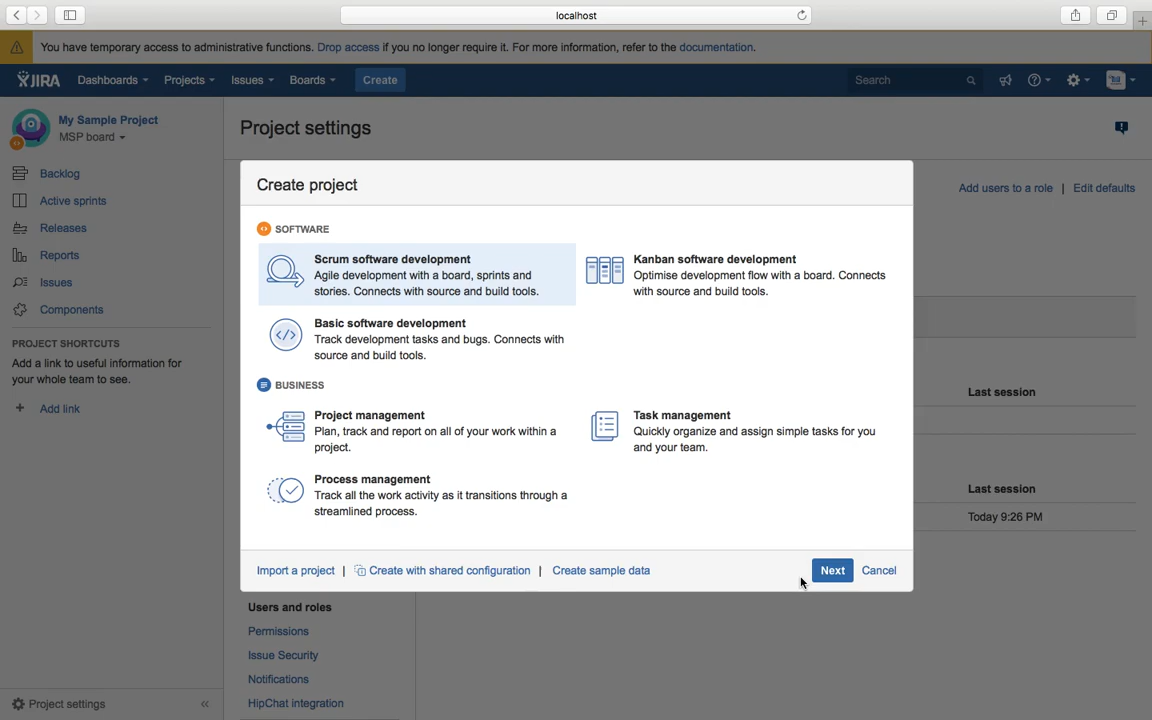 localhost
You have temporary access to administrative functions. Drop access if you no longer require it. For more information, refer to the documentation.
JIRA Dashboards Projects Issues Boards Create Search
My Sample Project
MSP board
Project settings
Backlog
Add users to a role | Edit defaults
Active sprints
Releases
Reports
Issues
Components
PROJECT SHORTCUTS
Add a link to useful information for
your whole team to see.
Add link
Project settings
Create project
SOFTWARE
Scrum software development
Agile development with a board, sprints and
stories. Connects with source and build tools.
Kanban software development
Optimise development flow with a board. Connects
with source and build tools.
Basic software development
Track development tasks and bugs. Connects with
source and build tools.
BUSINESS
Project management
Plan, track and report on all of your work within a
project.
Task management
Quickly organize and assign simple tasks for you
and your team.
Process management
Track all the work activity as it transitions through a
streamlined process.
Import a project | Create with shared configuration | Create sample data
Next Cancel
Last session
Last session
Today 9:26 PM
Users and roles
Permissions
Issue Security
Notifications
HipChat integration